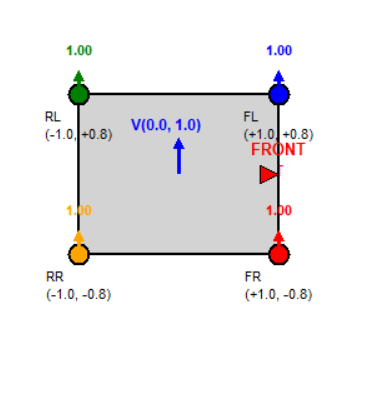 1.00
1.00
RL
(-1.0, +0.8)
V(0.0, 1.0)
FL
(+1.0, +0.8)
FRONT
1.00
1.00
RR
(-1.0, -0.8)
FR
(+1.0, -0.8)